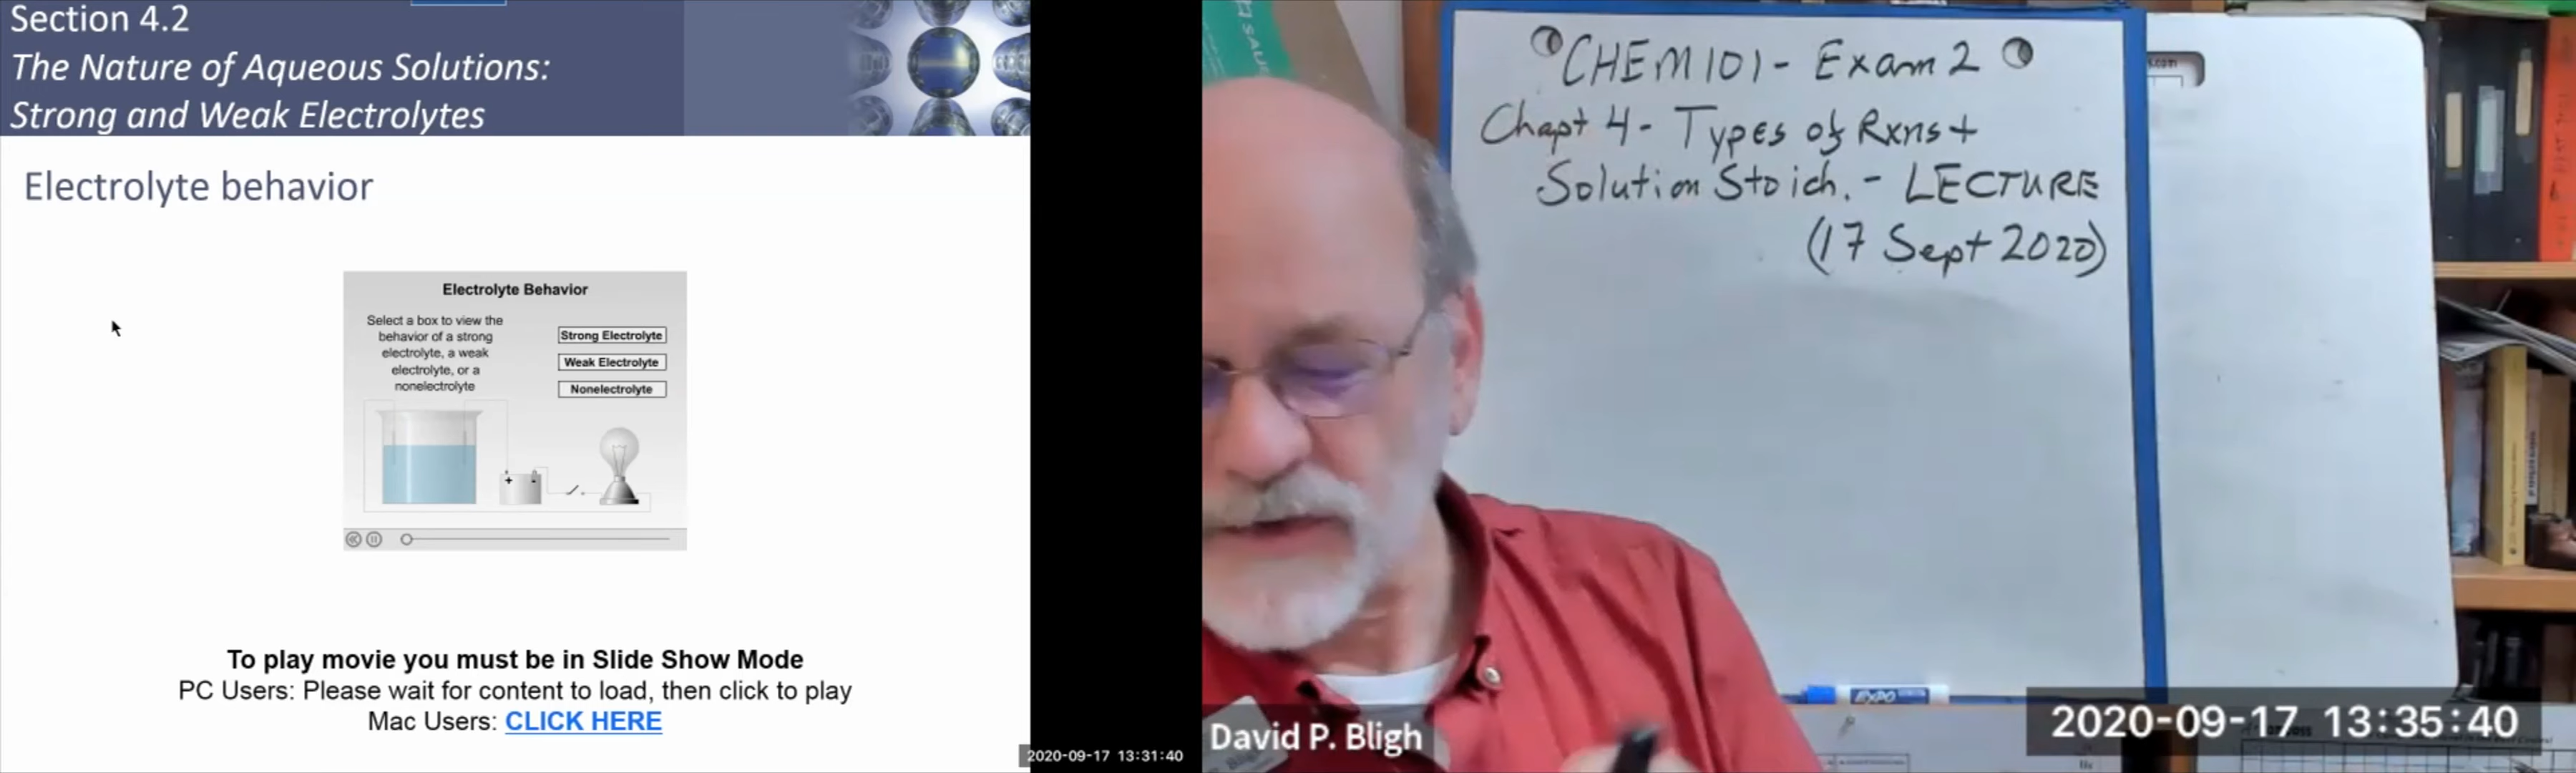 Section 4.2
The Nature of Aqueous Solutions:
Strong and Weak Electrolytes
Electrolyte behavior
Electrolyte Behavior
Select a box to view the
behavior of a strong
electrolyte, a weak
electrolyte, or a
nonelectrolyte
Strong Electrolyte
Weak Electrolyte
Nonelectrolyte
+
-
To play movie you must be in Slide Show Mode
PC Users: Please wait for content to load, then click to play
Mac Users: CLICK HERE
2020-09-17 13:31:40
CHEM 101 - Exam 2
Chapt 4 - Types of Rxns +
Solution Stoich. - LECTURE
(17 Sept 2020)
EXPO
David P. Bligh
2020-09-17 13:35:40